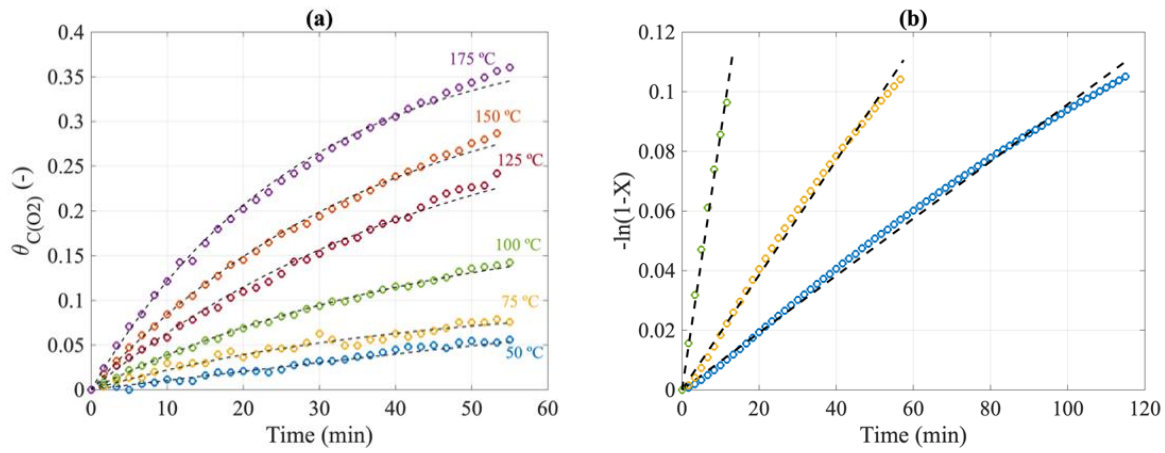 (a)
0.4
0.35
0.3
0.25
0.2
0.15
0.1
0.05
0
θC(O2) (-)
175 ºC
150 ºC
125 ºC
100 ºC
75 ºC
50 ºC
0 10 20 30 40 50 60
Time (min)
(b)
0.12
0.1
0.08
0.06
0.04
0.02
0
-ln(1-X)
0 20 40 60 80 100 120
Time (min)